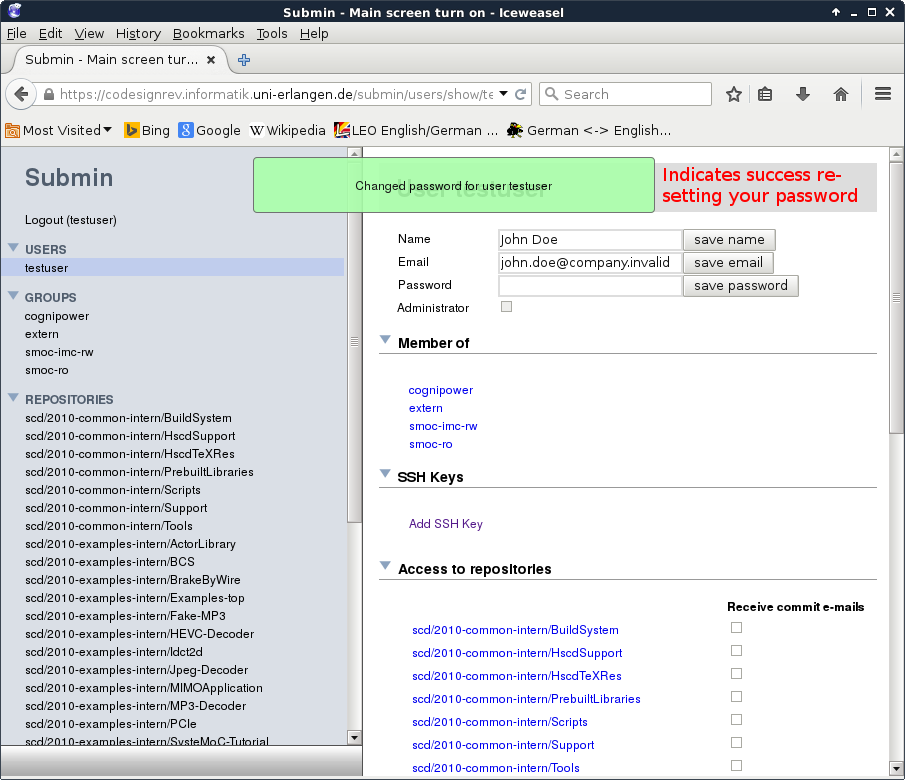 Submin - Main screen turn on - Iceweasel
File Edit View History Bookmarks Tools Help
Submin - Main screen tur...
https://codesignrev.informatik.uni-erlangen.de/submin/users/show/te
Search
Most Visited Bing Google Wikipedia LEO English/German ... German <-> English...
Submin
Logout (testuser)
USERS
testuser
GROUPS
cognipower
extern
smoc-imc-rw
smoc-ro
REPOSITORIES
scd/2010-common-intern/BuildSystem
scd/2010-common-intern/HscdSupport
scd/2010-common-intern/HscdTeXRes
scd/2010-common-intern/PrebuiltLibraries
scd/2010-common-intern/Scripts
scd/2010-common-intern/Support
scd/2010-common-intern/Tools
scd/2010-examples-intern/ActorLibrary
scd/2010-examples-intern/BCS
scd/2010-examples-intern/BrakeByWire
scd/2010-examples-intern/Examples-top
scd/2010-examples-intern/Fake-MP3
scd/2010-examples-intern/HEVC-Decoder
scd/2010-examples-intern/Idct2d
scd/2010-examples-intern/Jpeg-Decoder
scd/2010-examples-intern/MIMOApplication
scd/2010-examples-intern/MP3-Decoder
scd/2010-examples-intern/PCIe
scd/2010-examples-intern/SysteMoC-Tutorial
Changed password for user testuser
User testuser
Indicates success re-
setting your password
Name John Doe save name
Email john.doe@company.invalid save email
Password save password
Administrator
Member of
cognipower
extern
smoc-imc-rw
smoc-ro
SSH Keys
Add SSH Key
Access to repositories
Receive commit e-mails
scd/2010-common-intern/BuildSystem
scd/2010-common-intern/HscdSupport
scd/2010-common-intern/HscdTeXRes
scd/2010-common-intern/PrebuiltLibraries
scd/2010-common-intern/Scripts
scd/2010-common-intern/Support
scd/2010-common-intern/Tools